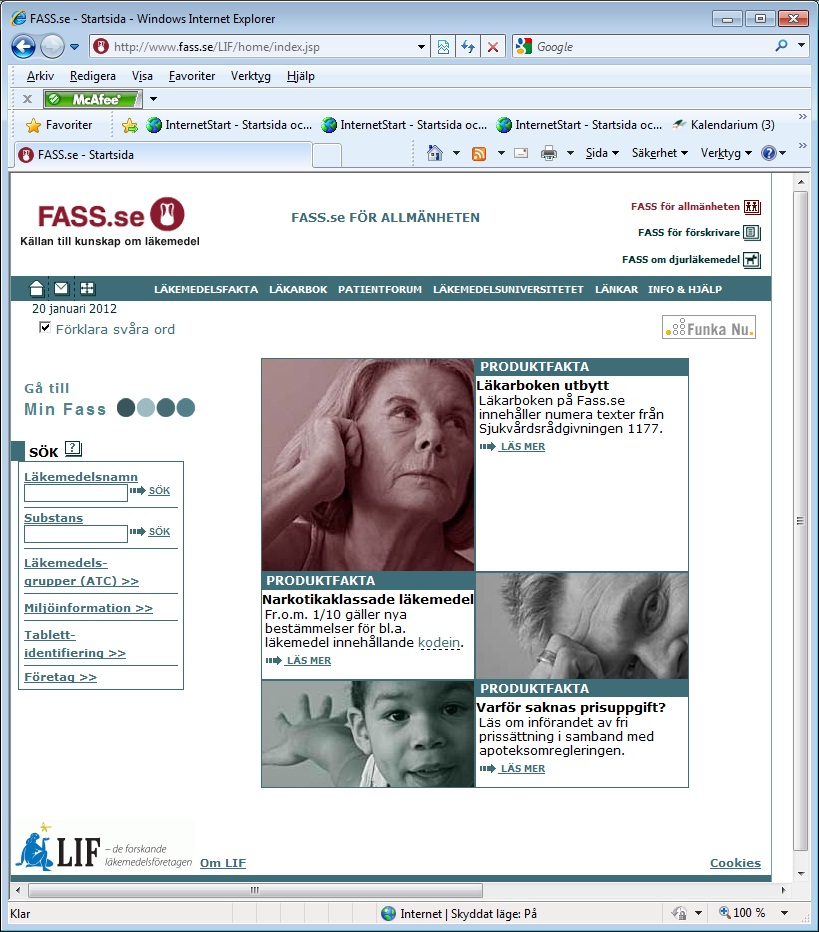 FASS.se - Startsida - Windows Internet Explorer
http://www.fass.se/LIF/home/index.jsp
Google
Arkiv Redigera Visa Favoriter Verktyg Hjälp
x McAfee
Favoriter InternetStart - Startsida oc... InternetStart - Startsida oc... InternetStart - Startsida oc... Kalendarium (3) »
FASS.se - Startsida
Sida Säkerhet Verktyg »
FASS.se
Källan till kunskap om läkemedel
FASS.se FÖR ALLMÄNHETEN
FASS för allmänheten
FASS för förskrivare
FASS om djurläkemedel
LÄKEMEDELSFAKTA LÄKARBOK PATIENTFORUM LÄKEMEDELSUNIVERSITETET LÄNKAR INFO & HJÄLP
20 januari 2012
Förklara svåra ord
Funka Nu.
Gå till
Min Fass
SÖK ?
Läkemedelsnamn
SÖK
Substans
SÖK
Läkemedels-
grupper (ATC) >>
Miljöinformation >>
Tablett-
identifiering >>
Företag >>
PRODUKTFAKTA
Läkarboken utbytt
Läkarboken på Fass.se
innehåller numera texter från
Sjukvårdsrådgivningen 1177.
LÄS MER
PRODUKTFAKTA
Narkotikaklassade läkemedel
Fr.o.m. 1/10 gäller nya
bestämmelser för bl.a.
läkemedel innehållande kodein.
LÄS MER
PRODUKTFAKTA
Varför saknas prisuppgift?
Läs om införandet av fri
prissättning i samband med
apoteksomregleringen.
LÄS MER
LIF – de forskande
läkemedelsföretagen
Om LIF
Cookies
Klar
Internet | Skyddat läge: På
100 %